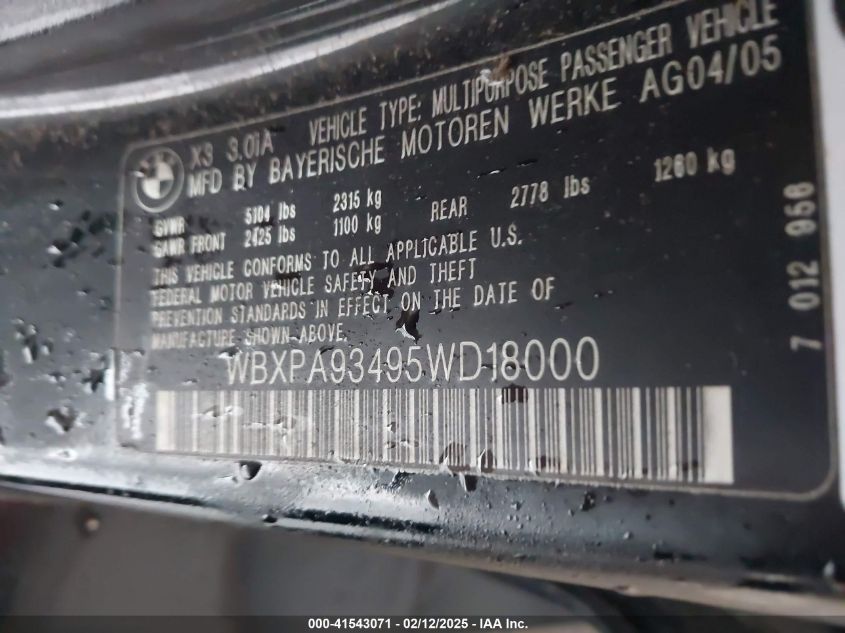 X3 3.0iA VEHICLE TYPE: MULTIPURPOSE PASSENGER VEHICLE
MFD BY BAYERISCHE MOTOREN WERKE AG04/05
GVWR 5104 lbs 2315 kg
GAWR FRONT 2425 lbs 1100 kg REAR 2778 lbs 1260 kg
THIS VEHICLE CONFORMS TO ALL APPLICABLE U.S.
FEDERAL MOTOR VEHICLE SAFETY AND THEFT
PREVENTION STANDARDS IN EFFECT ON THE DATE OF
MANUFACTURE SHOWN ABOVE.
WBXPA93495WD18000
7 012 956
000-41543071 / 02/12/2025 - IAA Inc.